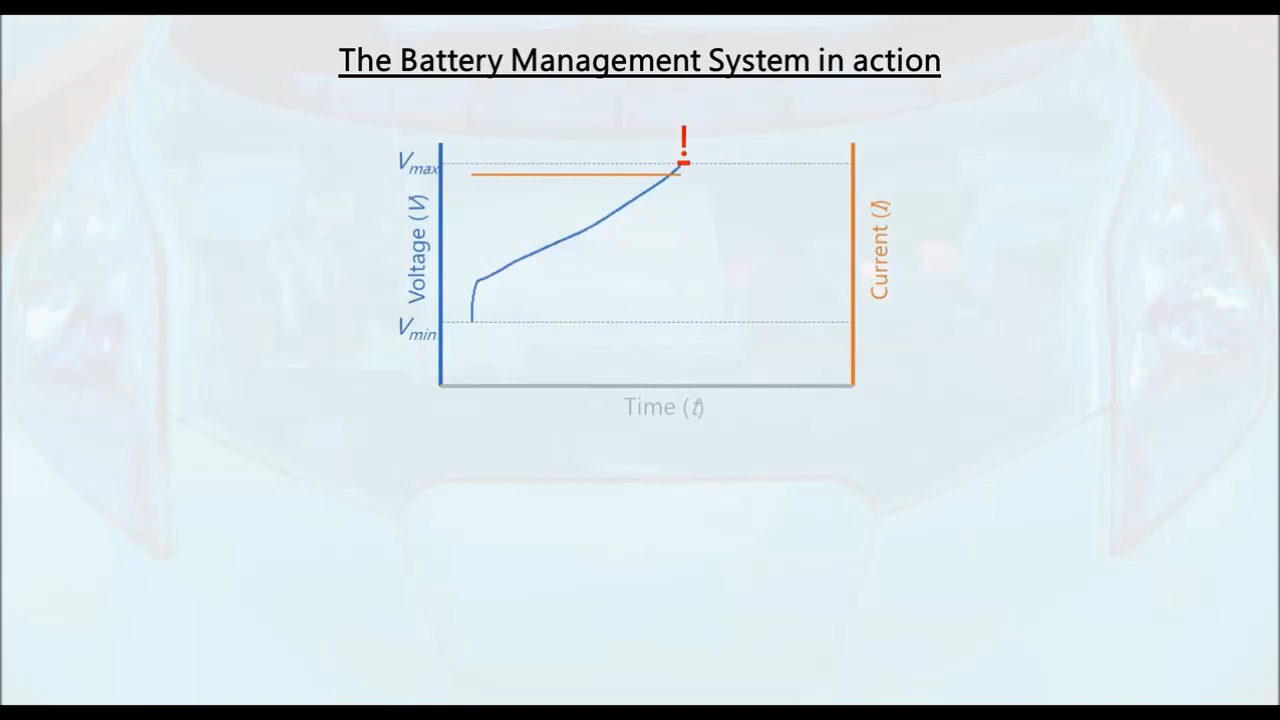 The Battery Management System in action
!
Vmax
Voltage (V)
Vmin
Current (I)
Time (t)